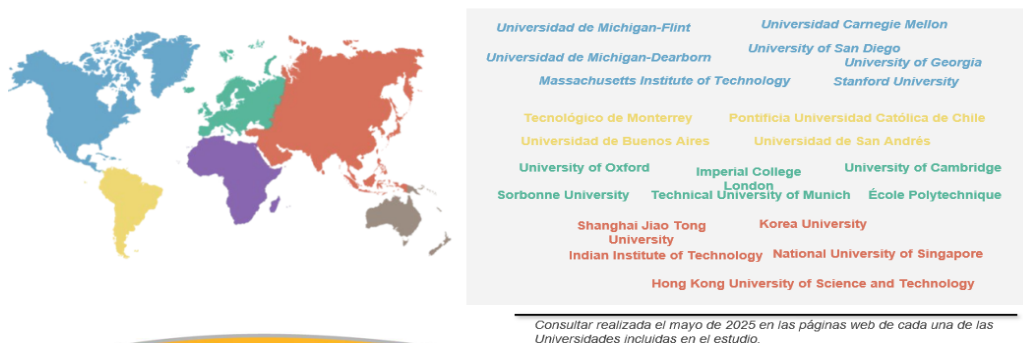 Universidad de Michigan-Flint
Universidad Carnegie Mellon
Universidad de Michigan-Dearborn
University of San Diego
University of Georgia
Massachusetts Institute of Technology
Stanford University
Tecnológico de Monterrey
Pontificia Universidad Católica de Chile
Universidad de Buenos Aires
Universidad de San Andrés
University of Oxford
Imperial College
London
University of Cambridge
Sorbonne University
Technical University of Munich
École Polytechnique
Shanghai Jiao Tong
University
Korea University
Indian Institute of Technology
National University of Singapore
Hong Kong University of Science and Technology
Consultar realizada el mayo de 2025 en las páginas web de cada una de las
Universidades incluidas en el estudio.